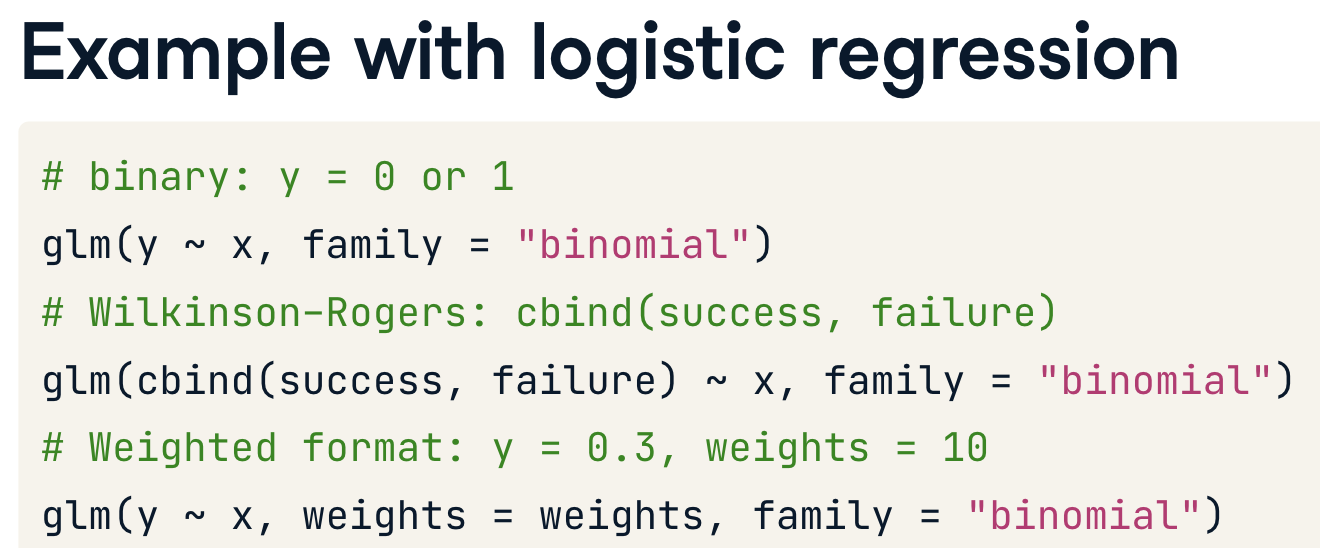 Example with logistic regression
# binary: y = 0 or 1
glm(y ~ x, family = "binomial")
# Wilkinson-Rogers: cbind(success, failure)
glm(cbind(success, failure) ~ x, family = "binomial")
# Weighted format: y = 0.3, weights = 10
glm(y ~ x, weights = weights, family = "binomial")